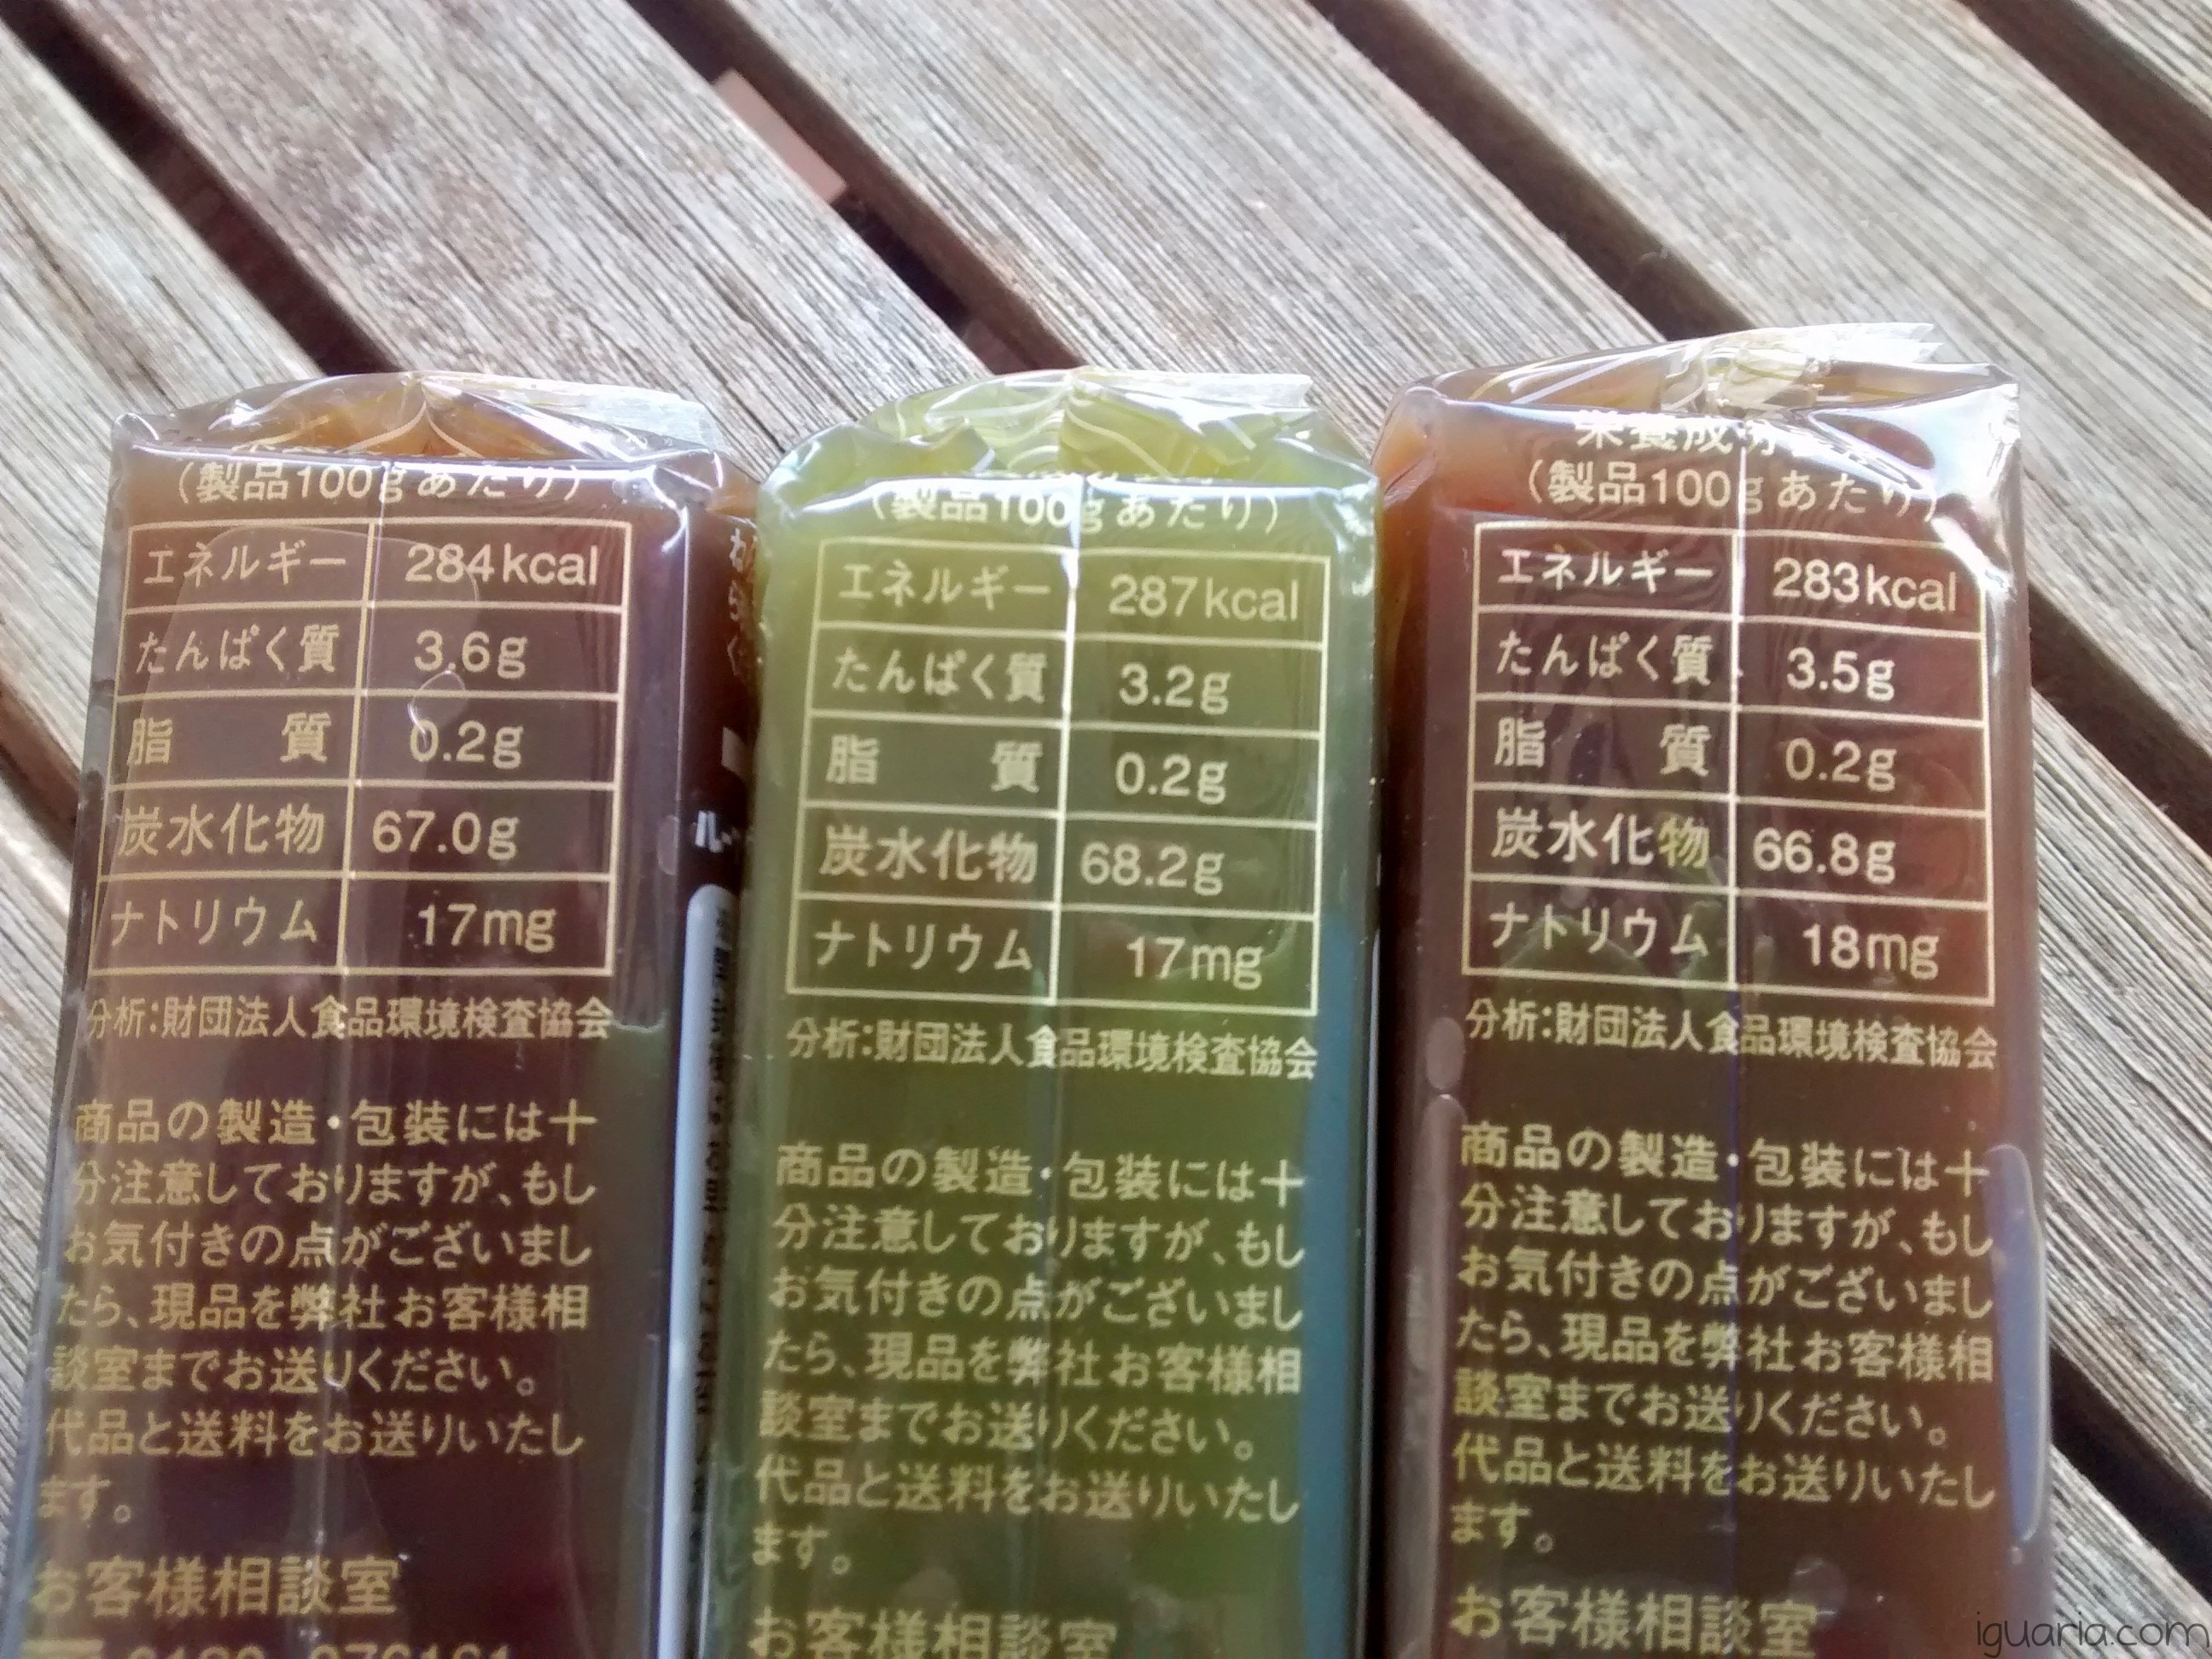 (製品100gあたり)
エネルギー 284kcal
たんぱく質 3.6g
脂 質 0.2g
炭水化物 67.0g
ナトリウム 17mg
分析:財団法人食品環境検査協会
商品の製造・包装には十
分注意しておりますが、もし
お気付きの点がございまし
たら、現品を弊社お客様相
談室までお送りください。
代品と送料をお送りいたし
ます。
お客様相談室
(製品100gあたり)
エネルギー 287kcal
たんぱく質 3.2g
脂 質 0.2g
炭水化物 68.2g
ナトリウム 17mg
分析:財団法人食品環境検査協会
商品の製造・包装には十
分注意しておりますが、もし
お気付きの点がございまし
たら、現品を弊社お客様相
談室までお送りください。
代品と送料をお送りいたし
ます。
お客様相談室
栄養成分
(製品100gあたり)
エネルギー 283kcal
たんぱく質 3.5g
脂 質 0.2g
炭水化物 66.8g
ナトリウム 18mg
分析:財団法人食品環境検査協会
商品の製造・包装には十
分注意しておりますが、もし
お気付きの点がございまし
たら、現品を弊社お客様相
談室までお送りください。
代品と送料をお送りいたし
ます。
お客様相談室
iguaria.com